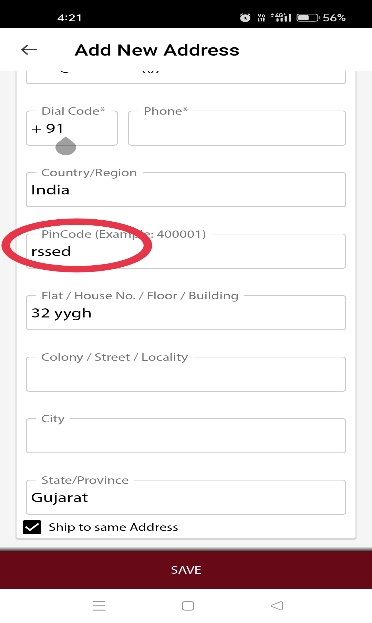 4:21
56%
Add New Address
Dial Code*
Phone*
+ 91
Country/Region
India
PinCode (Example: 400001)
rssed
Flat / House No. / Floor / Building
32 yygh
Colony / Street / Locality
City
State/Province
Gujarat
Ship to same Address
SAVE